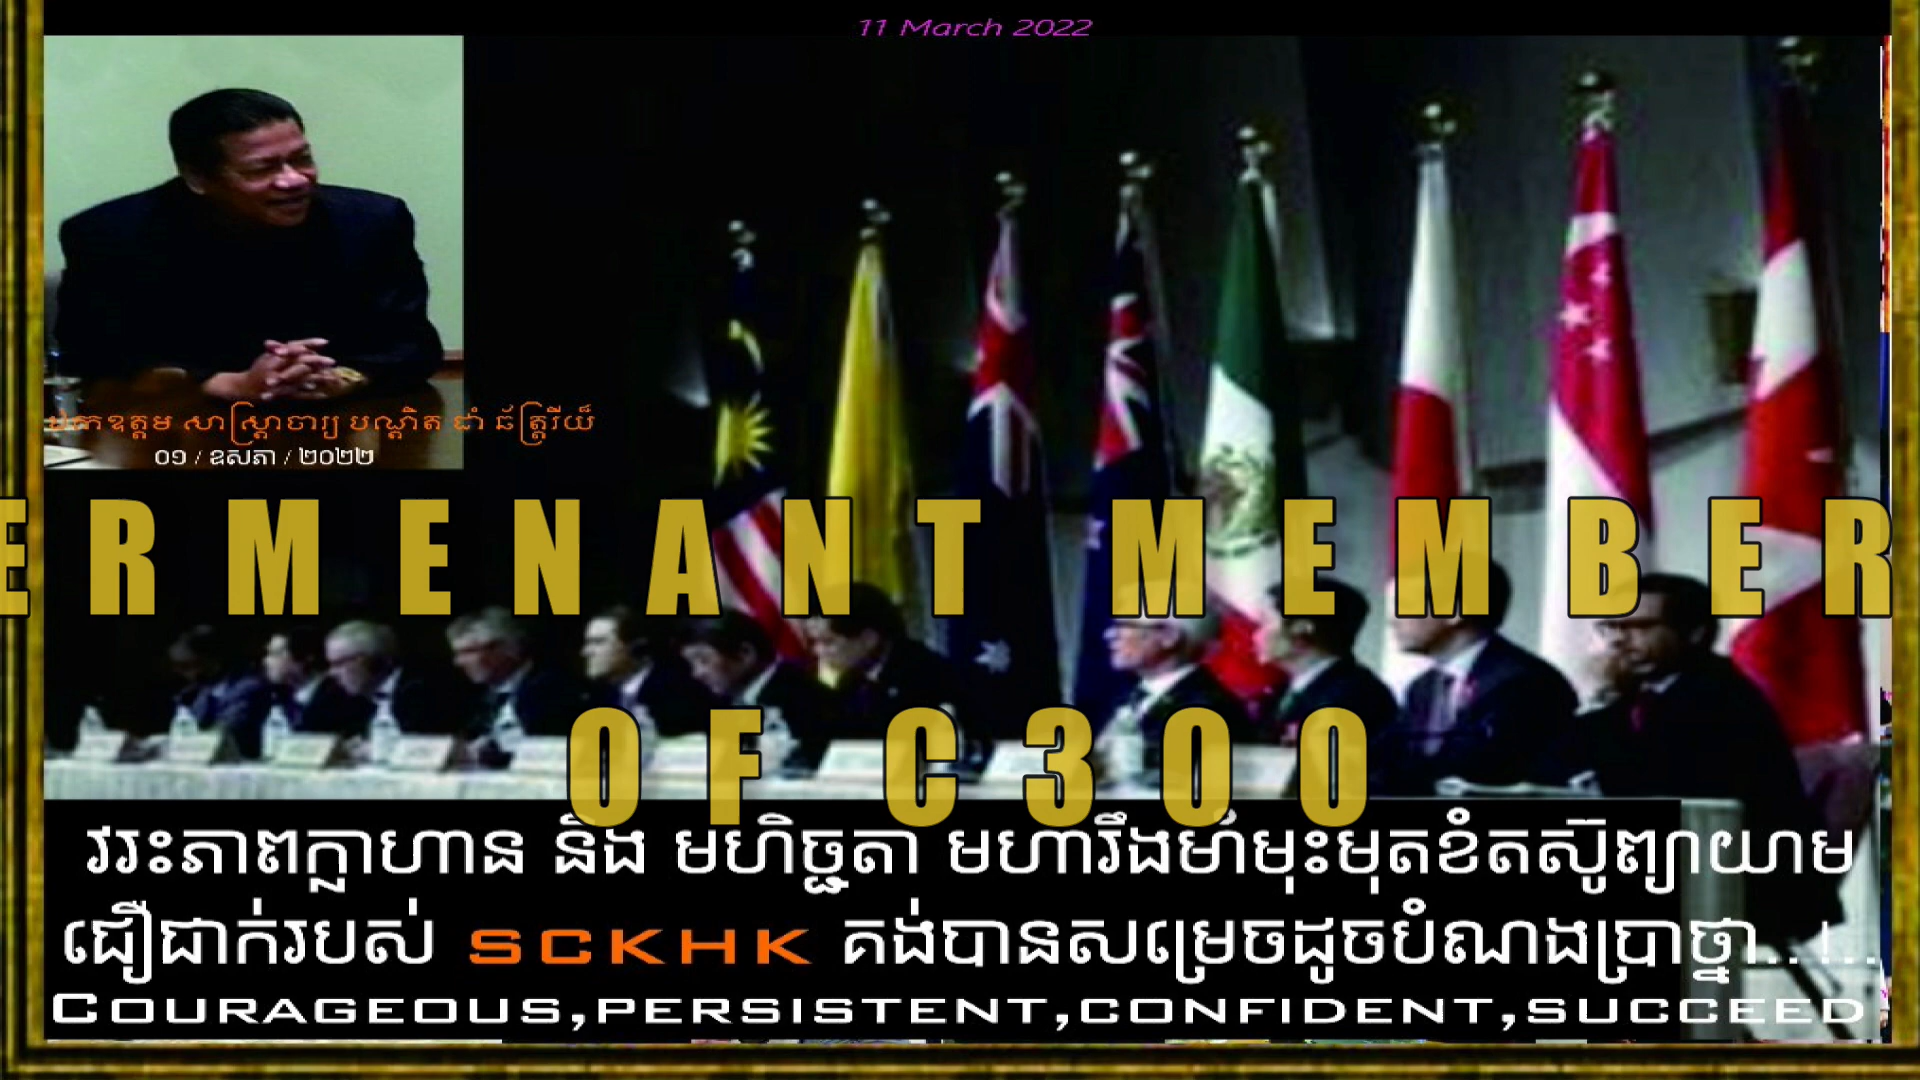 11 March 2022
ឯកឧត្តម សាស្ត្រាចារ្យ បណ្ឌិត ជាំ ឆ័ត្រ្តវីយ៍
០១ / ឧសភា / ២០២២
ERMENANT MEMBER
OF C300
វរះភាពក្លាហាន និង មហិច្ឆតា មហារឹងមាំមុះមុតខំតស៊ូព្យាយាម
ជឿជាក់របស់ SCKHK គង់បានសម្រេចដូចបំណងប្រាថ្នា..!..
COURAGEOUS,PERSISTENT,CONFIDENT,SUCCEED